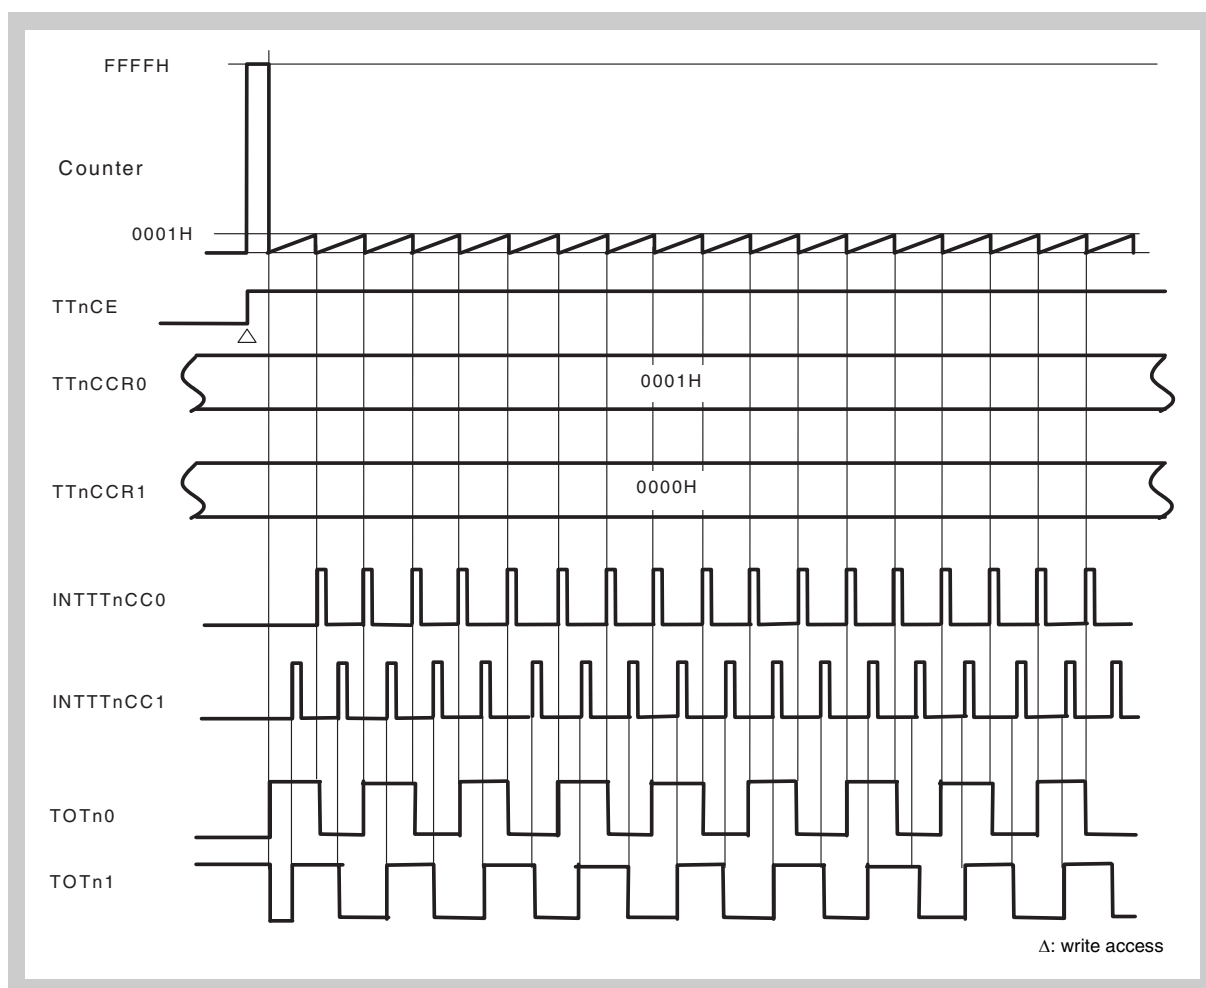 FFFFH
Counter
0001H
TTnCE
TTnCCR0
0001H
TTnCCR1
0000H
INTTTnCC0
INTTTnCC1
TOTn0
TOTn1
Δ: write access